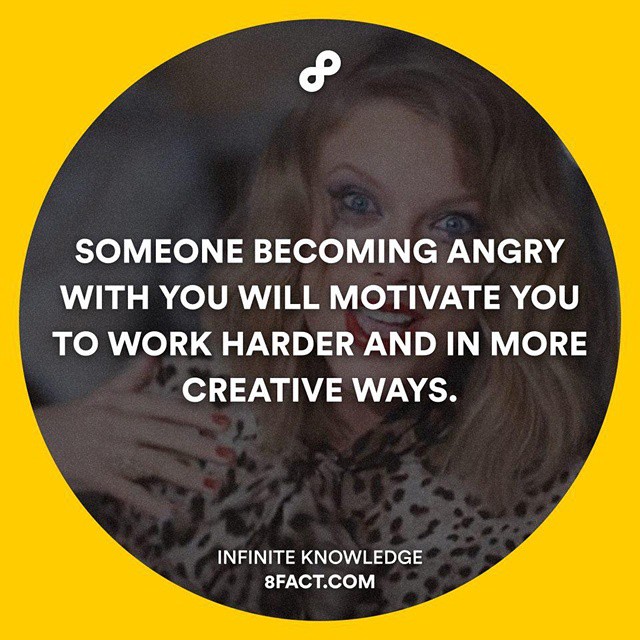 SOMEONE BECOMING ANGRY
WITH YOU WILL MOTIVATE YOU
TO WORK HARDER AND IN MORE
CREATIVE WAYS.
INFINITE KNOWLEDGE
8FACT.COM